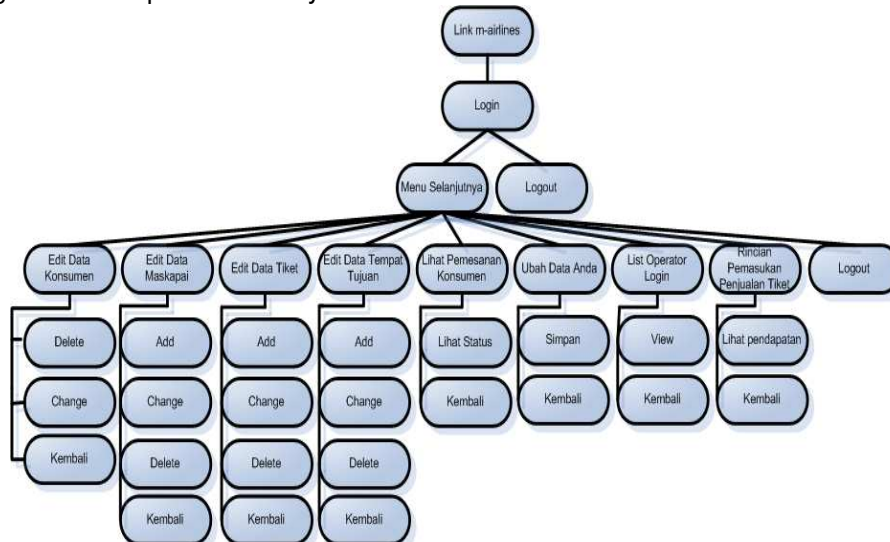 Link m-airlines
Login
Menu Selanjutnya
Logout
Edit Data
Konsumen
Edit Data
Maskapai
Edit Data Tiket
Edit Data Tempat
Tujuan
Lihat Pemesanan
Konsumen
Ubah Data Anda
List Operator
Login
Rincian
Pemasukan
Penjualan Tiket
Logout
Delete
Add
Add
Add
Lihat Status
Simpan
View
Lihat pendapatan
Change
Change
Change
Change
Kembali
Kembali
Kembali
Kembali
Kembali
Delete
Delete
Delete
Kembali
Kembali
Kembali